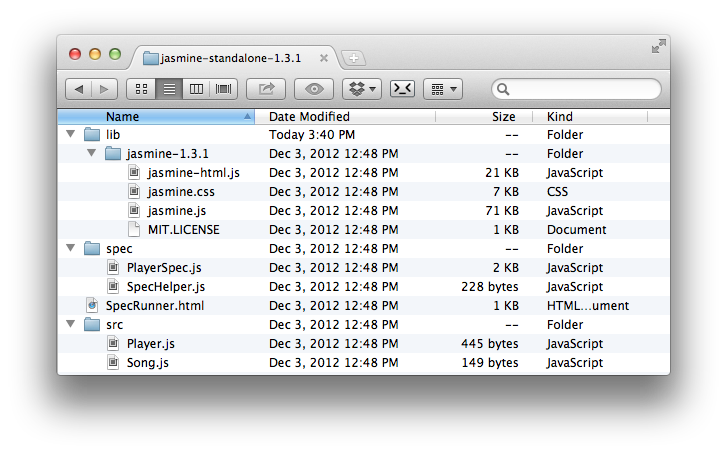 jasmine-standalone-1.3.1
Name Date Modified Size Kind
lib Today 3:40 PM -- Folder
jasmine-1.3.1 Dec 3, 2012 12:48 PM -- Folder
jasmine-html.js Dec 3, 2012 12:48 PM 21 KB JavaScript
jasmine.css Dec 3, 2012 12:48 PM 7 KB CSS
jasmine.js Dec 3, 2012 12:48 PM 71 KB JavaScript
MIT.LICENSE Dec 3, 2012 12:48 PM 1 KB Document
spec Dec 3, 2012 12:48 PM -- Folder
PlayerSpec.js Dec 3, 2012 12:48 PM 2 KB JavaScript
SpecHelper.js Dec 3, 2012 12:48 PM 228 bytes JavaScript
SpecRunner.html Dec 3, 2012 12:48 PM 1 KB HTML...ument
src Dec 3, 2012 12:48 PM -- Folder
Player.js Dec 3, 2012 12:48 PM 445 bytes JavaScript
Song.js Dec 3, 2012 12:48 PM 149 bytes JavaScript